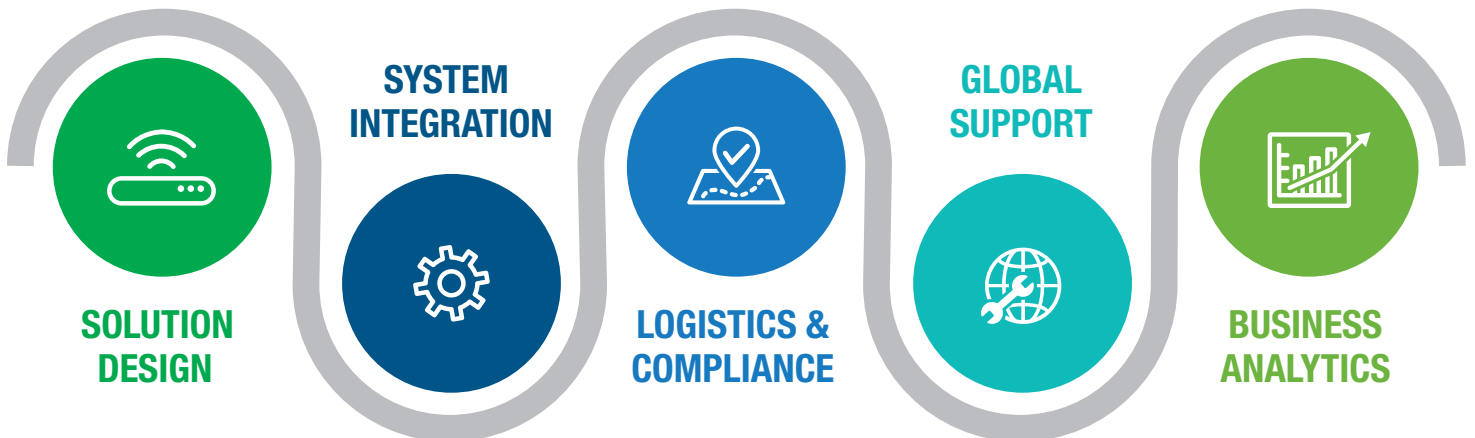 SOLUTION
DESIGN
SYSTEM
INTEGRATION
LOGISTICS &
COMPLIANCE
GLOBAL
SUPPORT
BUSINESS
ANALYTICS